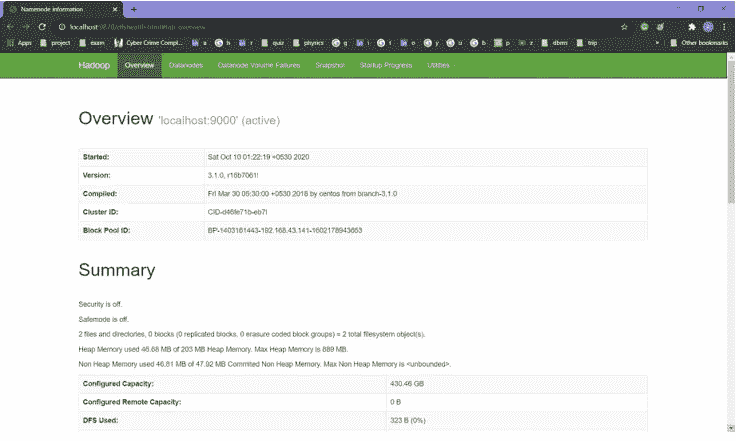 Namenode information
localhost:9870/dfshealth.html#tab-overview
Apps project exam Cyber Crime Compl... a h r quiz physics g i f e y u b p z dbms trip Other bookmarks
Hadoop Overview Datanodes Datanode Volume Failures Snapshot Startup Progress Utilities
Overview 'localhost:9000' (active)
Started: Sat Oct 10 01:22:19 +0530 2020
Version: 3.1.0,
Compiled: Fri Mar 30 05:30:00 +0530 2018 by centos from branch-3.1.0
Cluster ID:
Block Pool ID: BP-1403161443-192.168.43.141-1602178943653
Summary
Security is off.
Safemode is off.
2 files and directories, 0 blocks (0 replicated blocks, 0 erasure coded block groups) = 2 total filesystem object(s).
Heap Memory used 46.68 MB of 203 MB Heap Memory. Max Heap Memory is 889 MB.
Non Heap Memory used 46.81 MB of 47.92 MB Commited Non Heap Memory. Max Non Heap Memory is <unbounded>.
Configured Capacity: 430.46 GB
Configured Remote Capacity: 0 B
DFS Used: 323 B (0%)